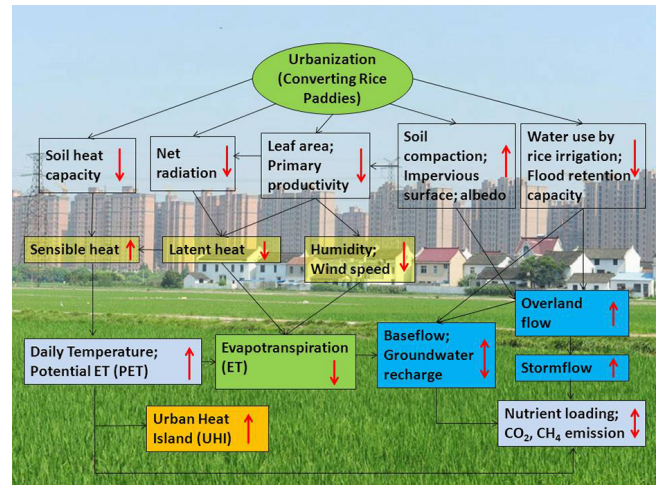 Urbanization
(Converting Rice
Paddies)
Soil heat
capacity
Net
radiation
Leaf area;
Primary
productivity
Soil
compaction;
Impervious
surface; albedo
Water use by
rice irrigation;
Flood retention
capacity
Sensible heat
Latent heat
Humidity;
Wind speed
Overland
flow
Daily Temperature;
Potential ET (PET)
Evapotranspiration
(ET)
Baseflow;
Groundwater
recharge
Stormflow
Urban Heat
Island (UHI)
Nutrient loading;
CO₂, CH₄ emission